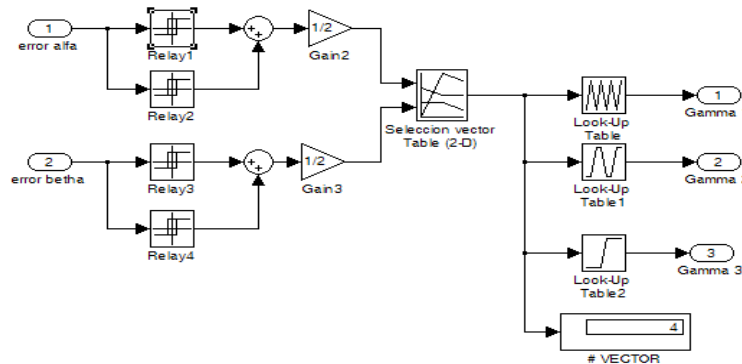 1
error alfa
Relay1
Relay2
++
1/2
Gain2
2
error betha
Relay3
Relay4
++
1/2
Gain3
Seleccion vector
Table (2-D)
Look-Up
Table
1
Gamma
Look-Up
Table1
2
Gamma
Look-Up
Table2
3
Gamma 3
4
# VECTOR